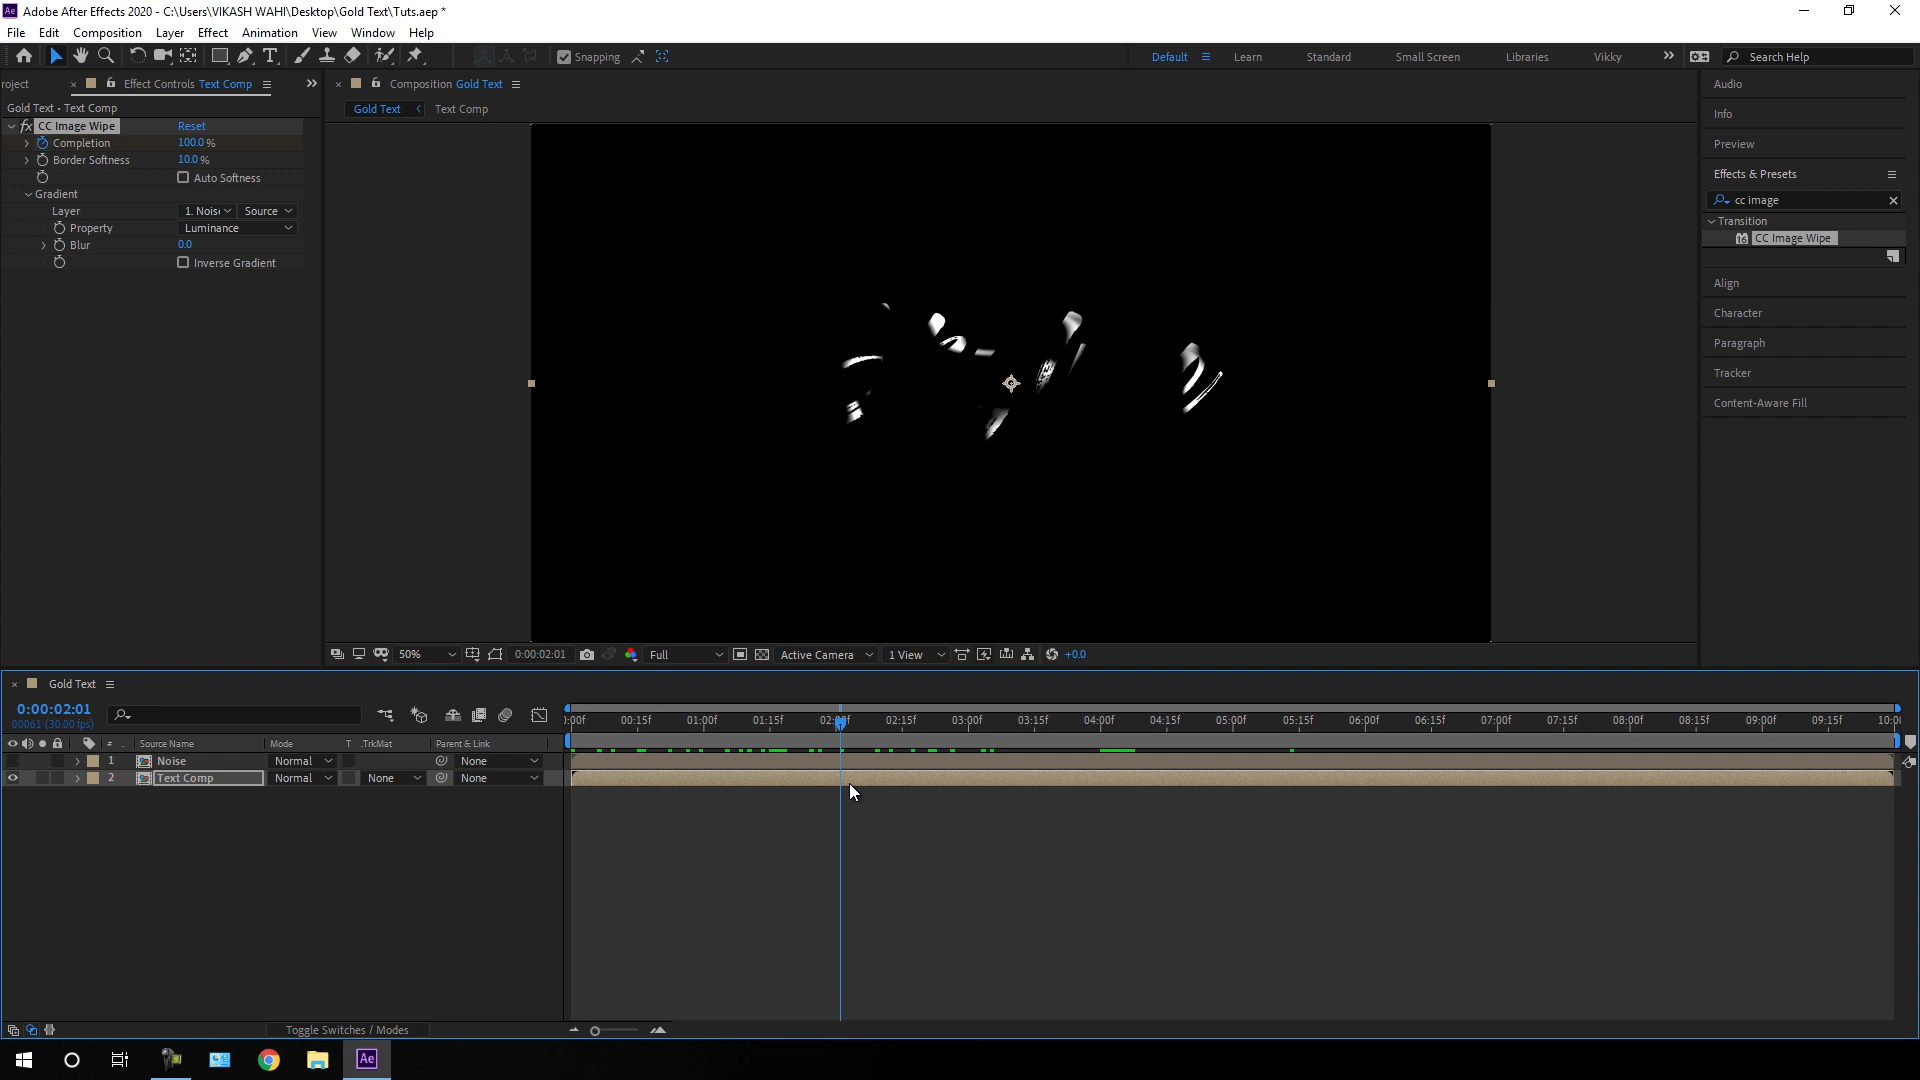 Adobe After Effects 2020 - C:\Users\VIKASH WAHI\Desktop\Gold Text\Tuts.aep *
File Edit Composition Layer Effect Animation View Window Help
Snapping
Default Learn Standard Small Screen Libraries Vikky Search Help
roject Effect Controls Text Comp
Composition Gold Text
Audio
Gold Text • Text Comp
Gold Text Text Comp
Info
fx CC Image Wipe Reset
Completion 100.0 %
Preview
Border Softness 10.0 %
Auto Softness
Effects & Presets
Gradient
cc image
Layer 1. Nois Source
Transition
Property Luminance
16 CC Image Wipe
Blur 0.0
Inverse Gradient
Align
Character
Paragraph
Tracker
Content-Aware Fill
50% 0:00:02:01 Full Active Camera 1 View +0.0
Gold Text
0:00:02:01
00061 (30.00 fps)
:00f 00:15f 01:00f 01:15f 02:00f 02:15f 03:00f 03:15f 04:00f 04:15f 05:00f 05:15f 06:00f 06:15f 07:00f 07:15f 08:00f 08:15f 09:00f 09:15f 10:00
# Source Name Mode T .TrkMat Parent & Link
1 Noise Normal None
2 Text Comp Normal None None
Toggle Switches / Modes
Ae